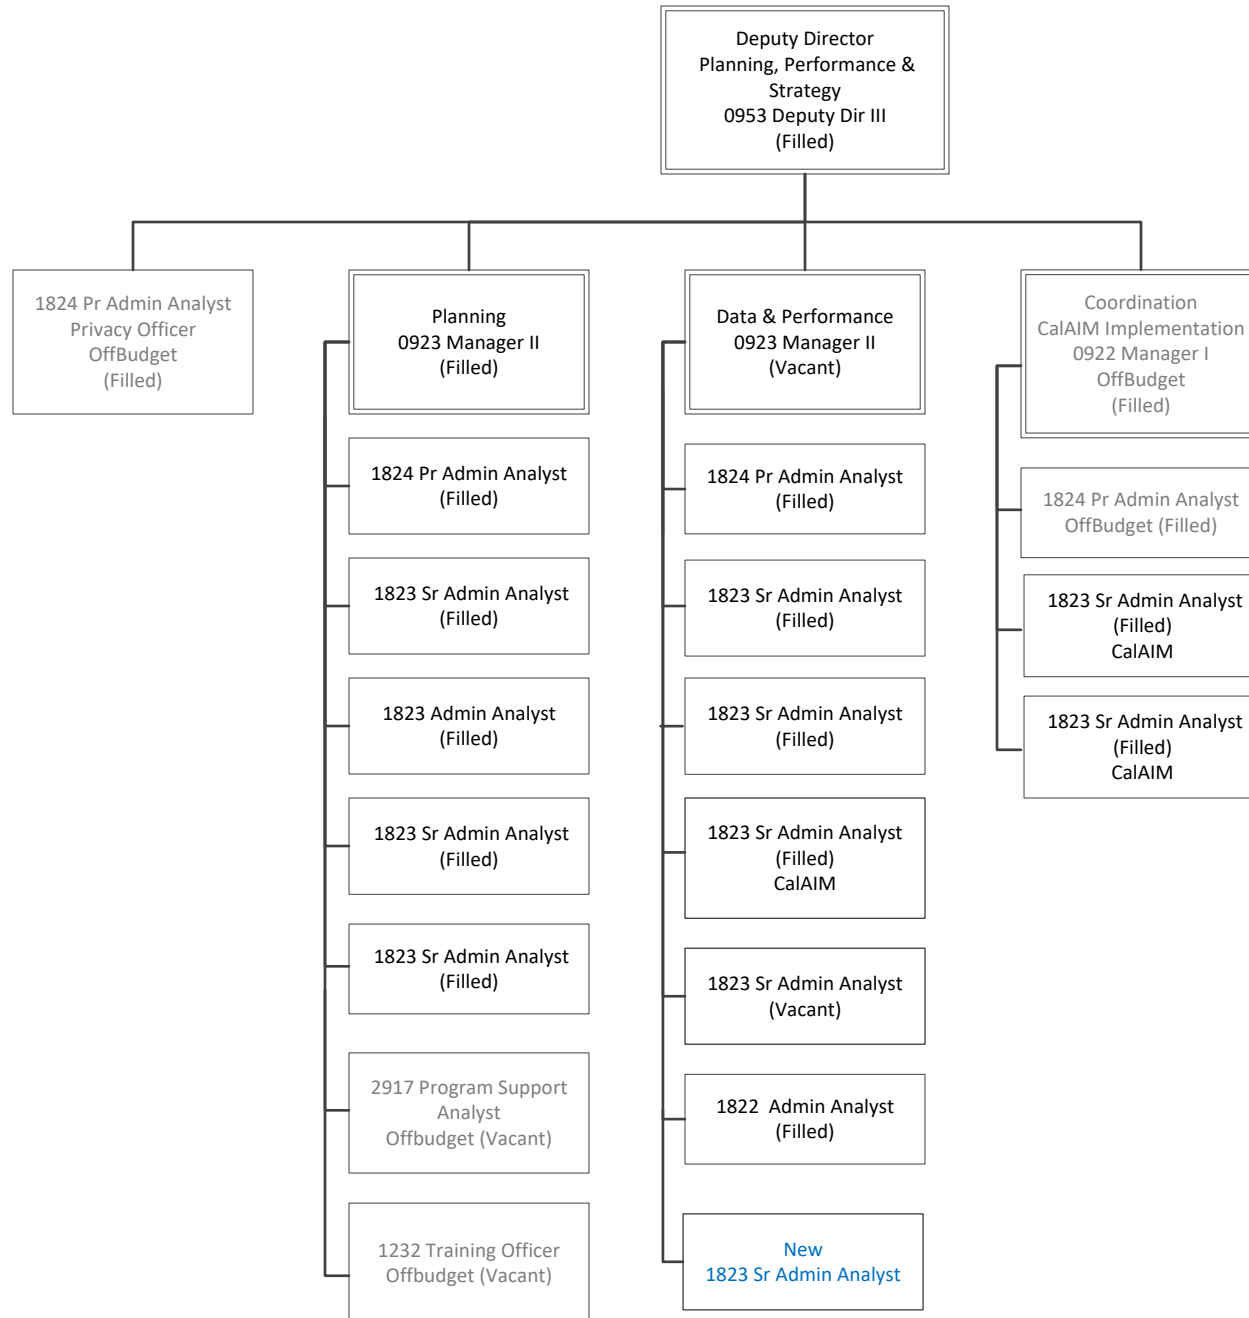 Deputy Director
Planning, Performance &
Strategy
0953 Deputy Dir III
(Filled)
1824 Pr Admin Analyst
Privacy Officer
OffBudget
(Filled)
Planning
0923 Manager II
(Filled)
1824 Pr Admin Analyst
(Filled)
1823 Sr Admin Analyst
(Filled)
1823 Admin Analyst
(Filled)
1823 Sr Admin Analyst
(Filled)
1823 Sr Admin Analyst
(Filled)
2917 Program Support
Analyst
Offbudget (Vacant)
1232 Training Officer
Offbudget (Vacant)
Data & Performance
0923 Manager II
(Vacant)
1824 Pr Admin Analyst
(Filled)
1823 Sr Admin Analyst
(Filled)
1823 Sr Admin Analyst
(Filled)
1823 Sr Admin Analyst
(Filled)
CalAIM
1823 Sr Admin Analyst
(Vacant)
1822 Admin Analyst
(Filled)
New
1823 Sr Admin Analyst
Coordination
CalAIM Implementation
0922 Manager I
OffBudget
(Filled)
1824 Pr Admin Analyst
OffBudget (Filled)
1823 Sr Admin Analyst
(Filled)
CalAIM
1823 Sr Admin Analyst
(Filled)
CalAIM